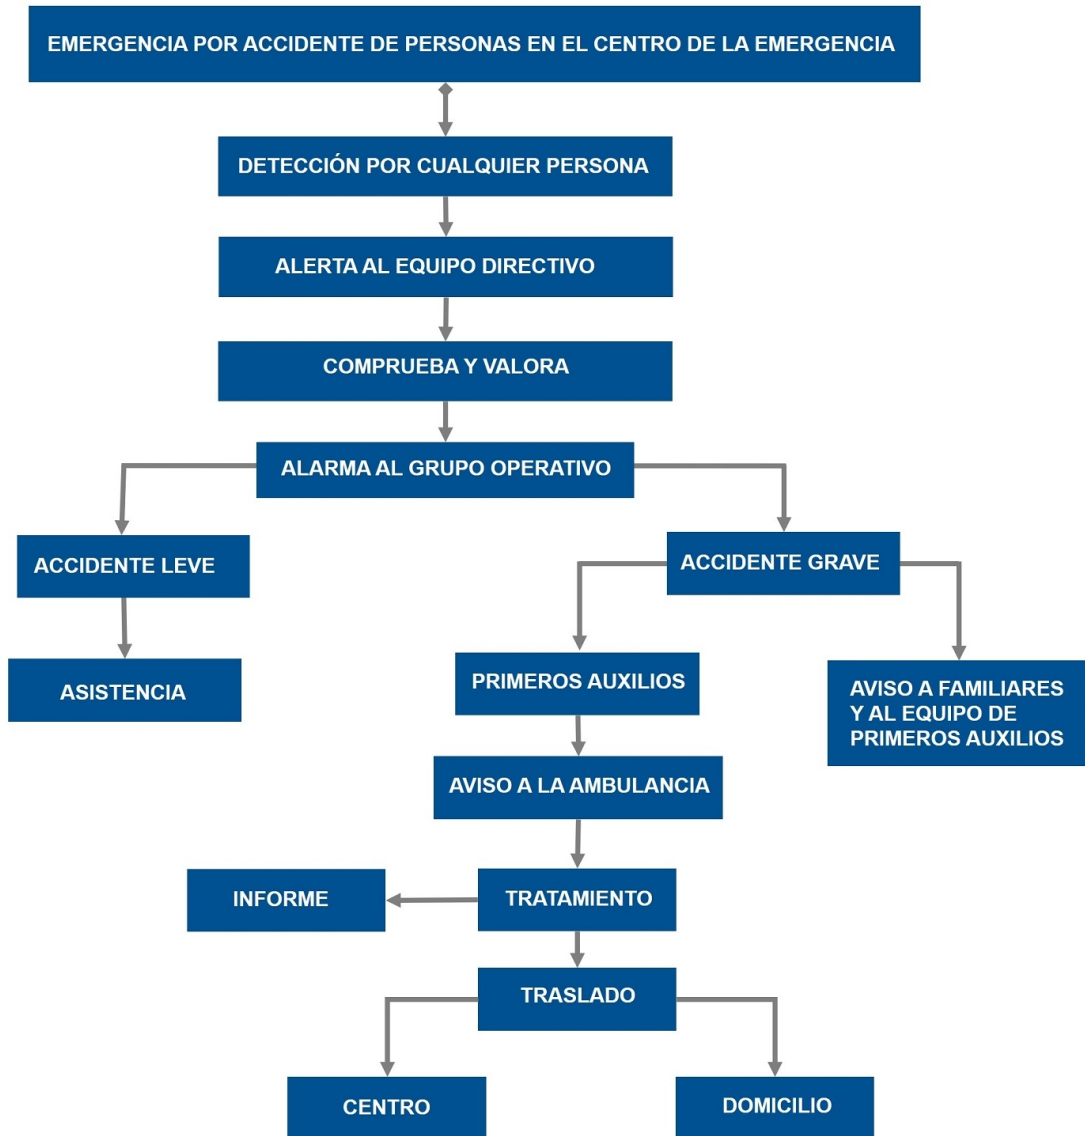 EMERGENCIA POR ACCIDENTE DE PERSONAS EN EL CENTRO DE LA EMERGENCIA
DETECCIÓN POR CUALQUIER PERSONA
ALERTA AL EQUIPO DIRECTIVO
COMPRUEBA Y VALORA
ALARMA AL GRUPO OPERATIVO
ACCIDENTE LEVE
ACCIDENTE GRAVE
ASISTENCIA
PRIMEROS AUXILIOS
AVISO A FAMILIARES
Y AL EQUIPO DE
PRIMEROS AUXILIOS
AVISO A LA AMBULANCIA
INFORME
TRATAMIENTO
TRASLADO
CENTRO
DOMICILIO